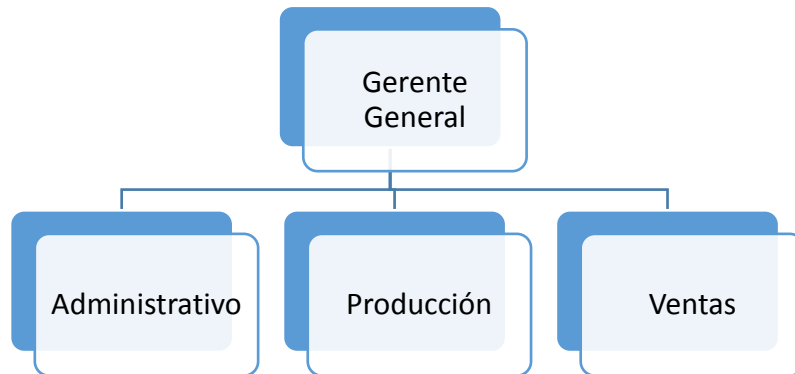 Gerente
General
Administrativo
Producción
Ventas